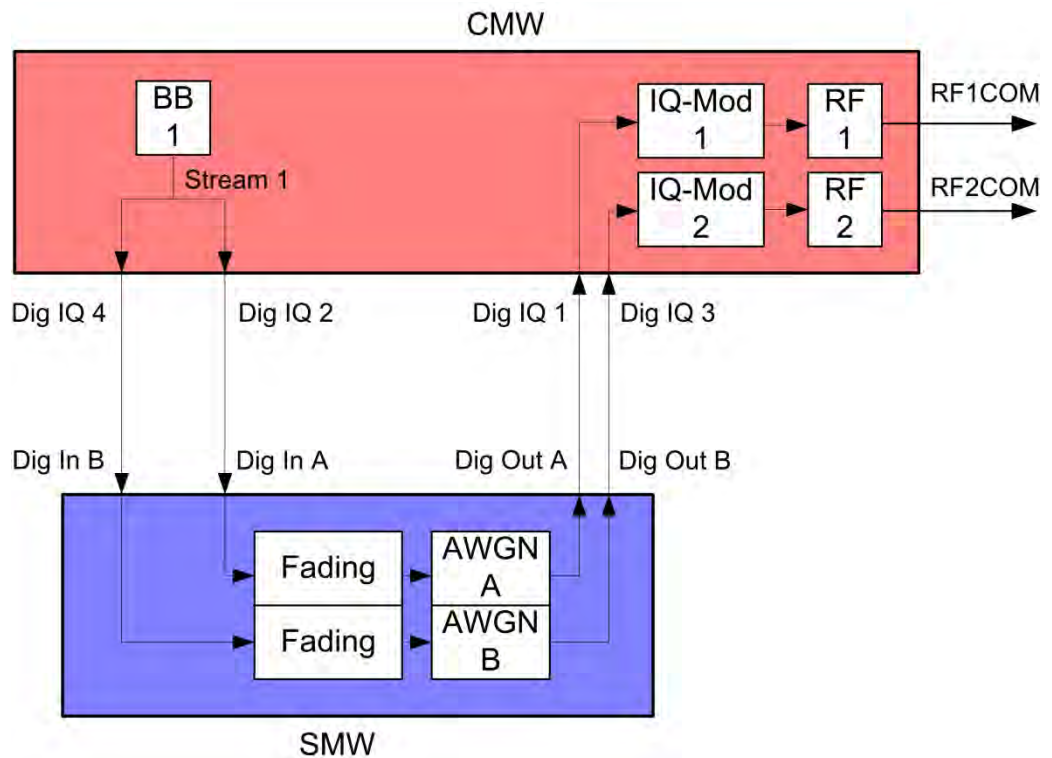 CMW
BB
1
Stream 1
IQ-Mod
1
RF
1
RF1COM
IQ-Mod
2
RF
2
RF2COM
Dig IQ 4
Dig IQ 2
Dig IQ 1
Dig IQ 3
Dig In B
Dig In A
Dig Out A
Dig Out B
Fading
AWGN
A
Fading
AWGN
B
SMW